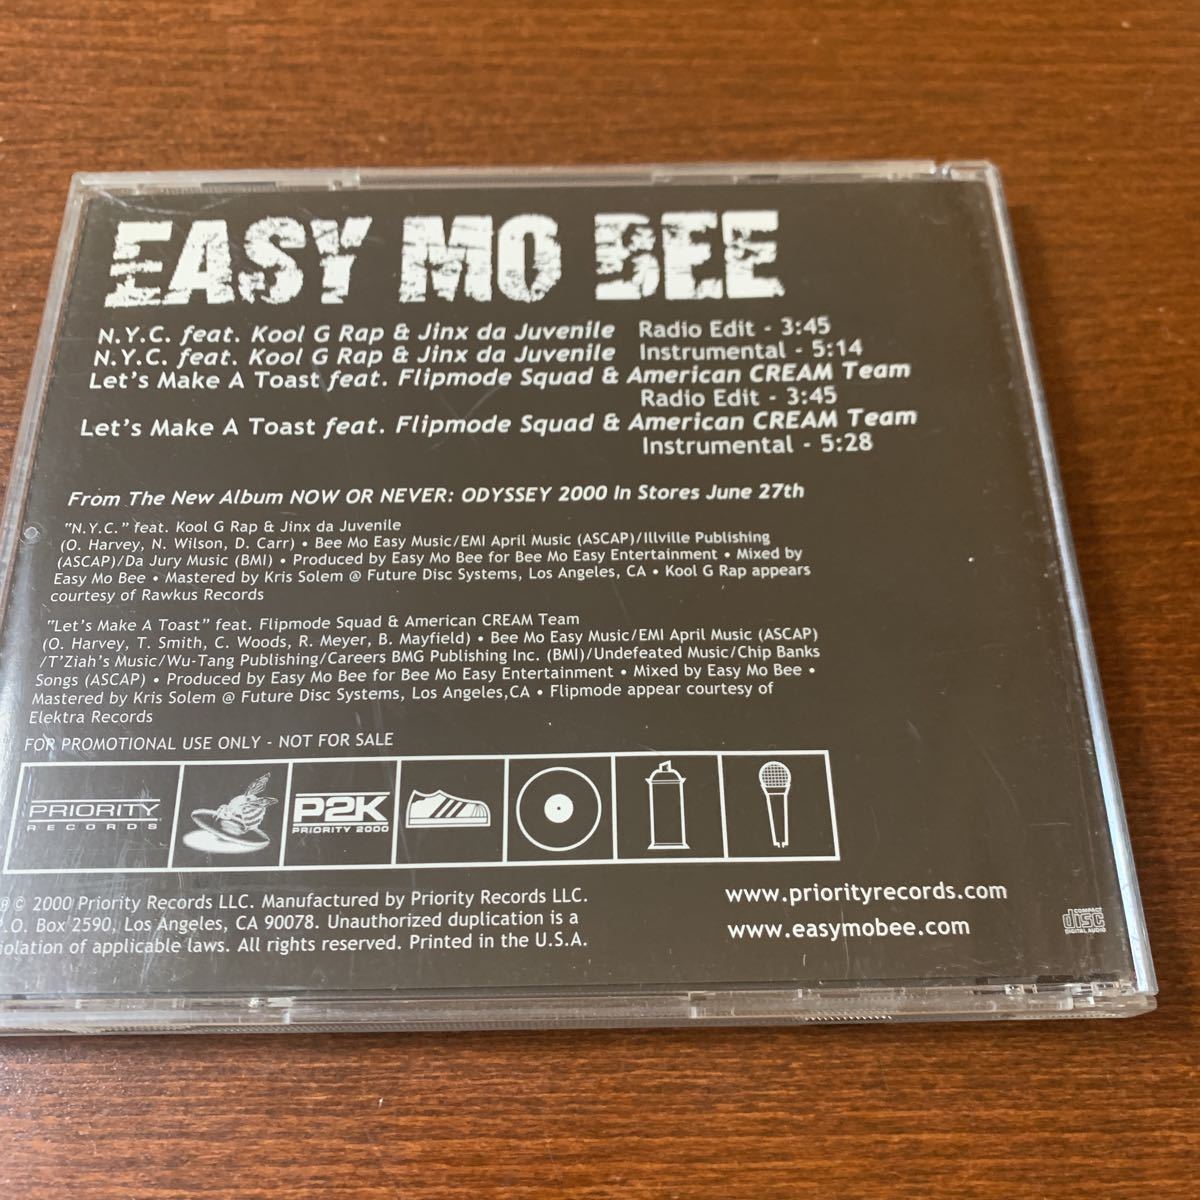 EASY MO BEE
N.Y.C. feat. Kool G Rap & Jinx da Juvenile Radio Edit - 3:45
N.Y.C. feat. Kool G Rap & Jinx da Juvenile Instrumental - 5:14
Let's Make A Toast feat. Flipmode Squad & American CREAM Team
Radio Edit - 3:45
Let's Make A Toast feat. Flipmode Squad & American CREAM Team
Instrumental - 5:28
From The New Album NOW OR NEVER: ODYSSEY 2000 In Stores June 27th
"N.Y.C." feat. Kool G Rap & Jinx da Juvenile
(O. Harvey, N. Wilson, D. Carr) • Bee Mo Easy Music/EMI April Music (ASCAP)/Illville Publishing
(ASCAP)/Da Jury Music (BMI) • Produced by Easy Mo Bee for Bee Mo Easy Entertainment • Mixed by
Easy Mo Bee • Mastered by Kris Solem @ Future Disc Systems, Los Angeles, CA • Kool G Rap appears
courtesy of Rawkus Records
"Let's Make A Toast" feat. Flipmode Squad & American CREAM Team
(O. Harvey, T. Smith, C. Woods, R. Meyer, B. Mayfield) • Bee Mo Easy Music/EMI April Music (ASCAP)
/T'Ziah's Music/Wu-Tang Publishing/Careers BMG Publishing Inc. (BMI)/Undefeated Music/Chip Banks
Songs (ASCAP) • Produced by Easy Mo Bee for Bee Mo Easy Entertainment • Mixed by Easy Mo Bee •
Mastered by Kris Solem @ Future Disc Systems, Los Angeles,CA • Flipmode appear courtesy of
Elektra Records
FOR PROMOTIONAL USE ONLY - NOT FOR SALE
PRIORITY
RECORDS
P2K
PRIORITY 2000
℗© 2000 Priority Records LLC. Manufactured by Priority Records LLC.
P.O. Box 2590, Los Angeles, CA 90078. Unauthorized duplication is a
iolation of applicable laws. All rights reserved. Printed in the U.S.A.
www.priorityrecords.com
www.easymobee.com
COMPACT
disc
DIGITAL AUDIO